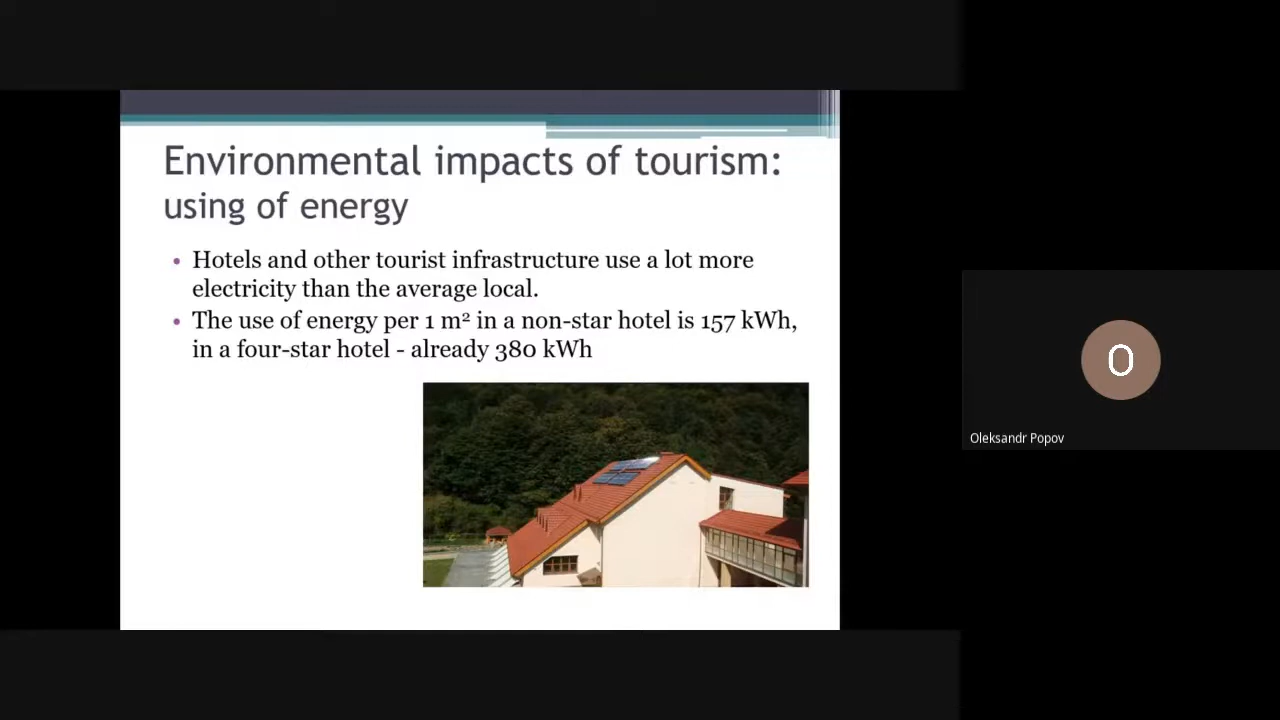 Environmental impacts of tourism:
using of energy
• Hotels and other tourist infrastructure use a lot more
electricity than the average local.
• The use of energy per 1 m² in a non-star hotel is 157 kWh,
in a four-star hotel - already 380 kWh
O
Oleksandr Popov